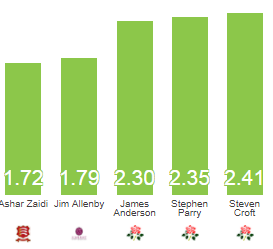 1.72 1.79 2.30 2.35 2.41
Ashar Zaidi Jim Allenby James Anderson Stephen Parry Steven Croft